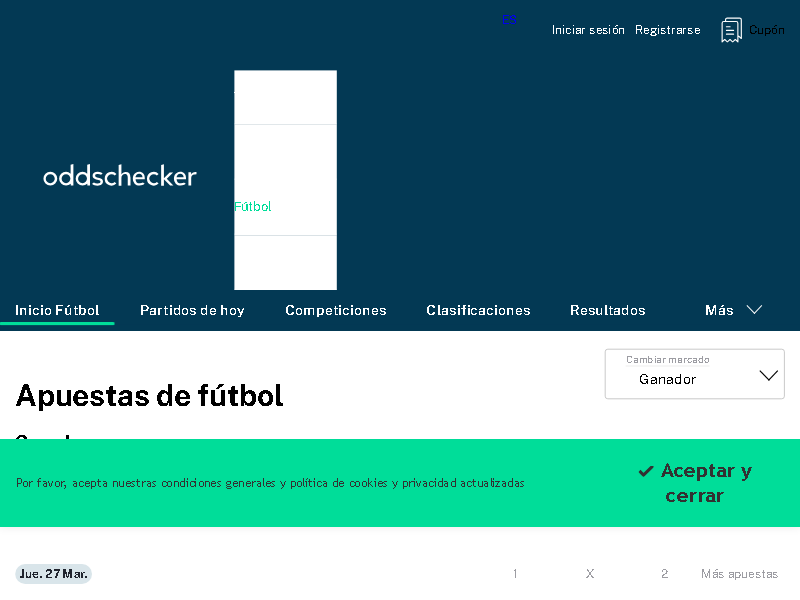 ES
Iniciar sesión Registrarse Cupón
oddschecker
Fútbol
Inicio Fútbol Partidos de hoy Competiciones Clasificaciones Resultados Más
Cambiar mercado
Ganador
Apuestas de fútbol
Por favor, acepta nuestras condiciones generales y política de cookies y privacidad actualizadas
Aceptar y
cerrar
Jue. 27 Mar. 1 X 2 Más apuestas